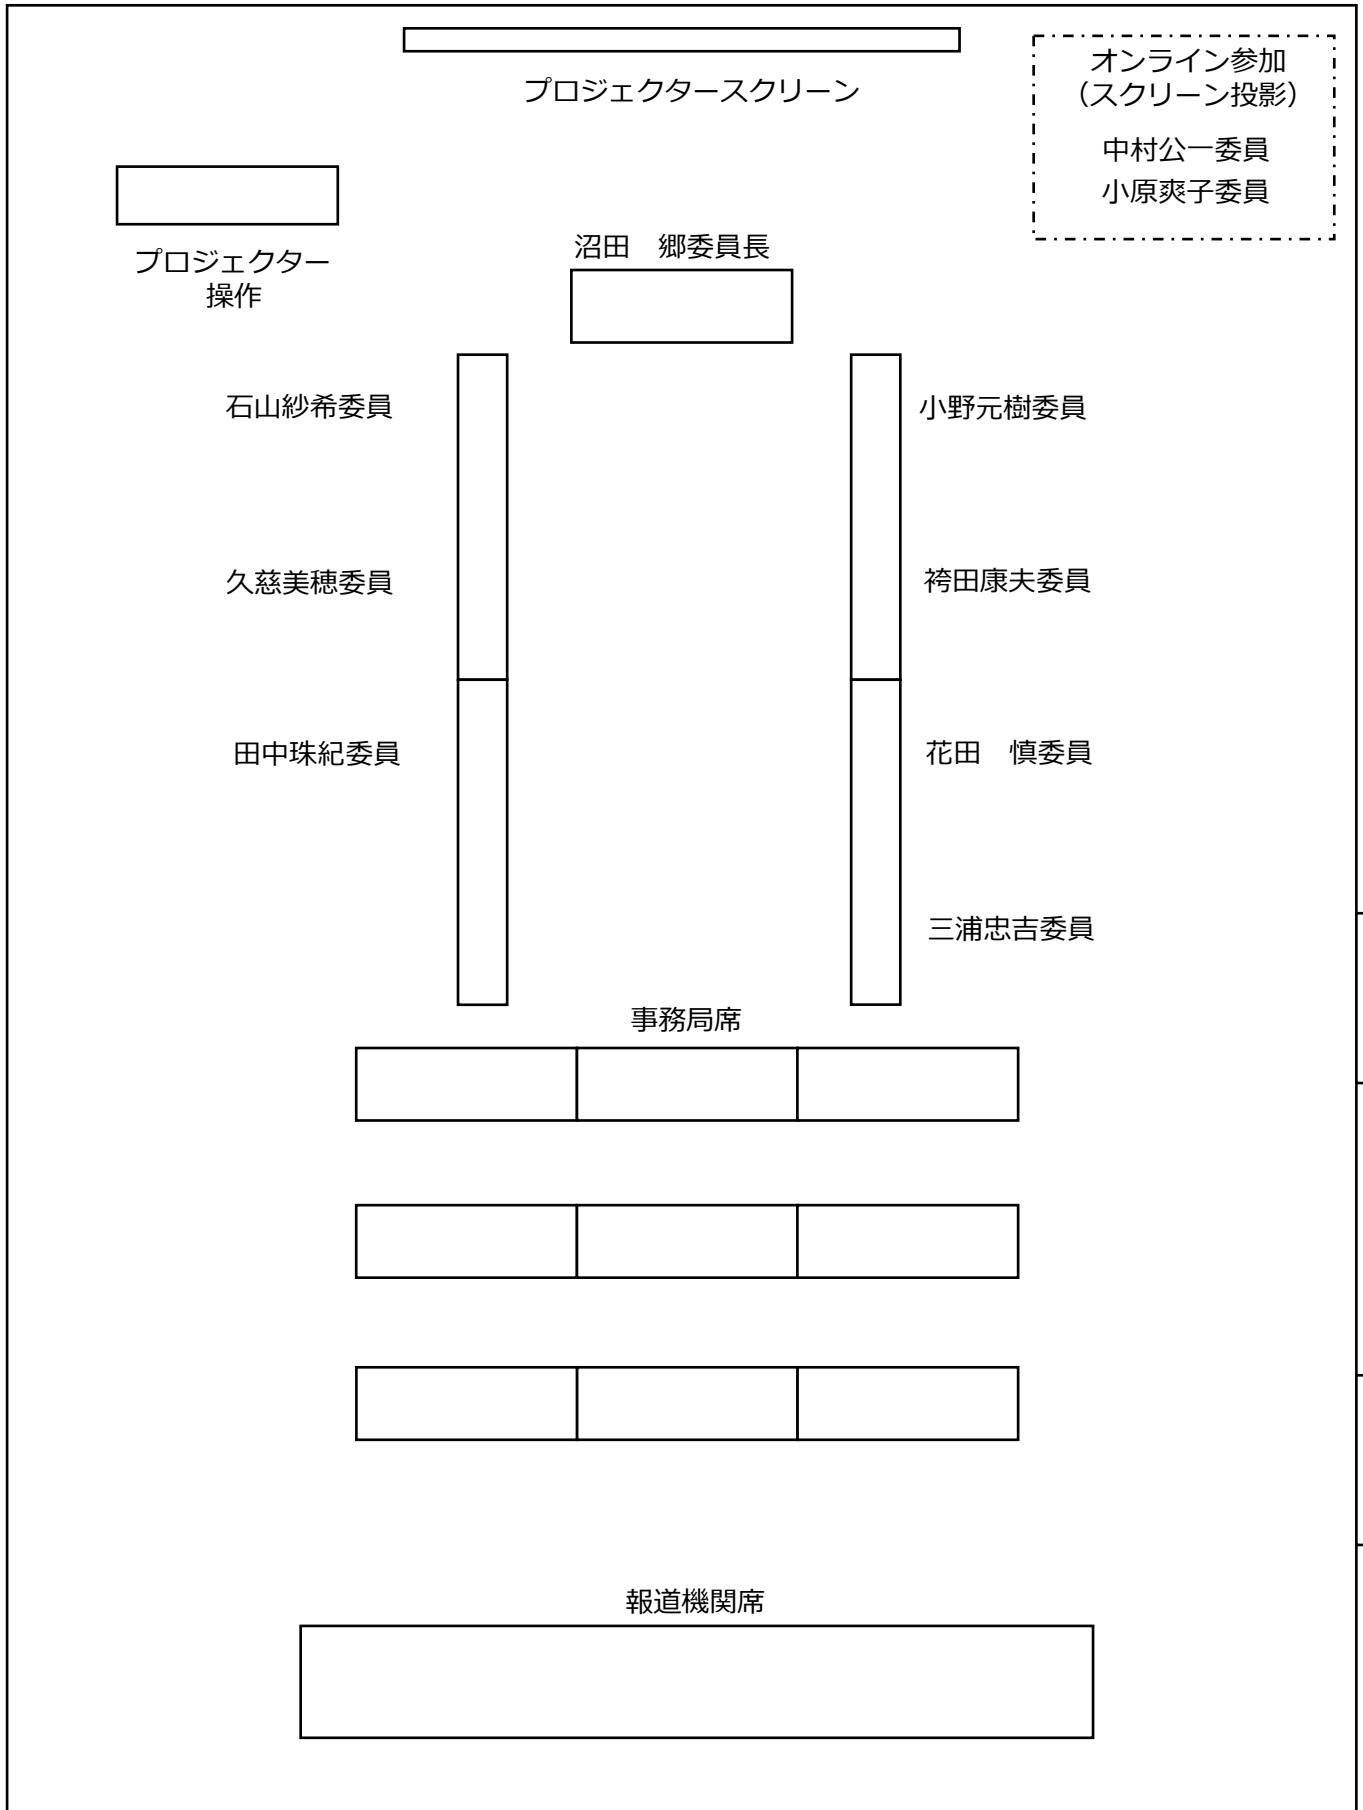 プロジェクタースクリーン
オンライン参加
（スクリーン投影）
中村公一委員
小原爽子委員
プロジェクター
操作
沼田　郷委員長
石山紗希委員
小野元樹委員
久慈美穂委員
袴田康夫委員
田中珠紀委員
花田　慎委員
三浦忠吉委員
事務局席
報道機関席